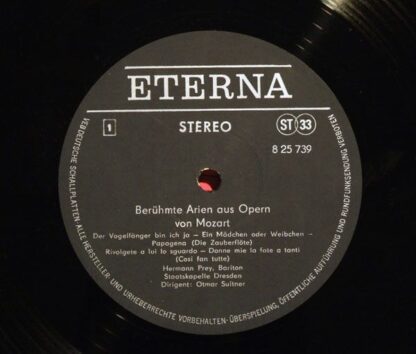 ETERNA
1
STEREO
ST 33
8 25 739
Berühmte Arien aus Opern
von Mozart
Der Vogelfänger bin ich ja – Ein Mädchen oder Weibchen –
Papagena (Die Zauberflöte)
Rivolgete a loi lo sguardo – Donne mie la fate a tanti
(Cosi fan tutte)
Hermann Prey, Bariton
Staatskapelle Dresden
Dirigent: Otmar Suitner
VEB DEUTSCHE SCHALLPLATTEN · ALLE HERSTELLER- UND URHEBERRECHTE VORBEHALTEN · ÜBERSPIELUNG, ÖFFENTLICHE AUFFÜHRUNG UND RUNDFUNKSENDUNG VERBOTEN